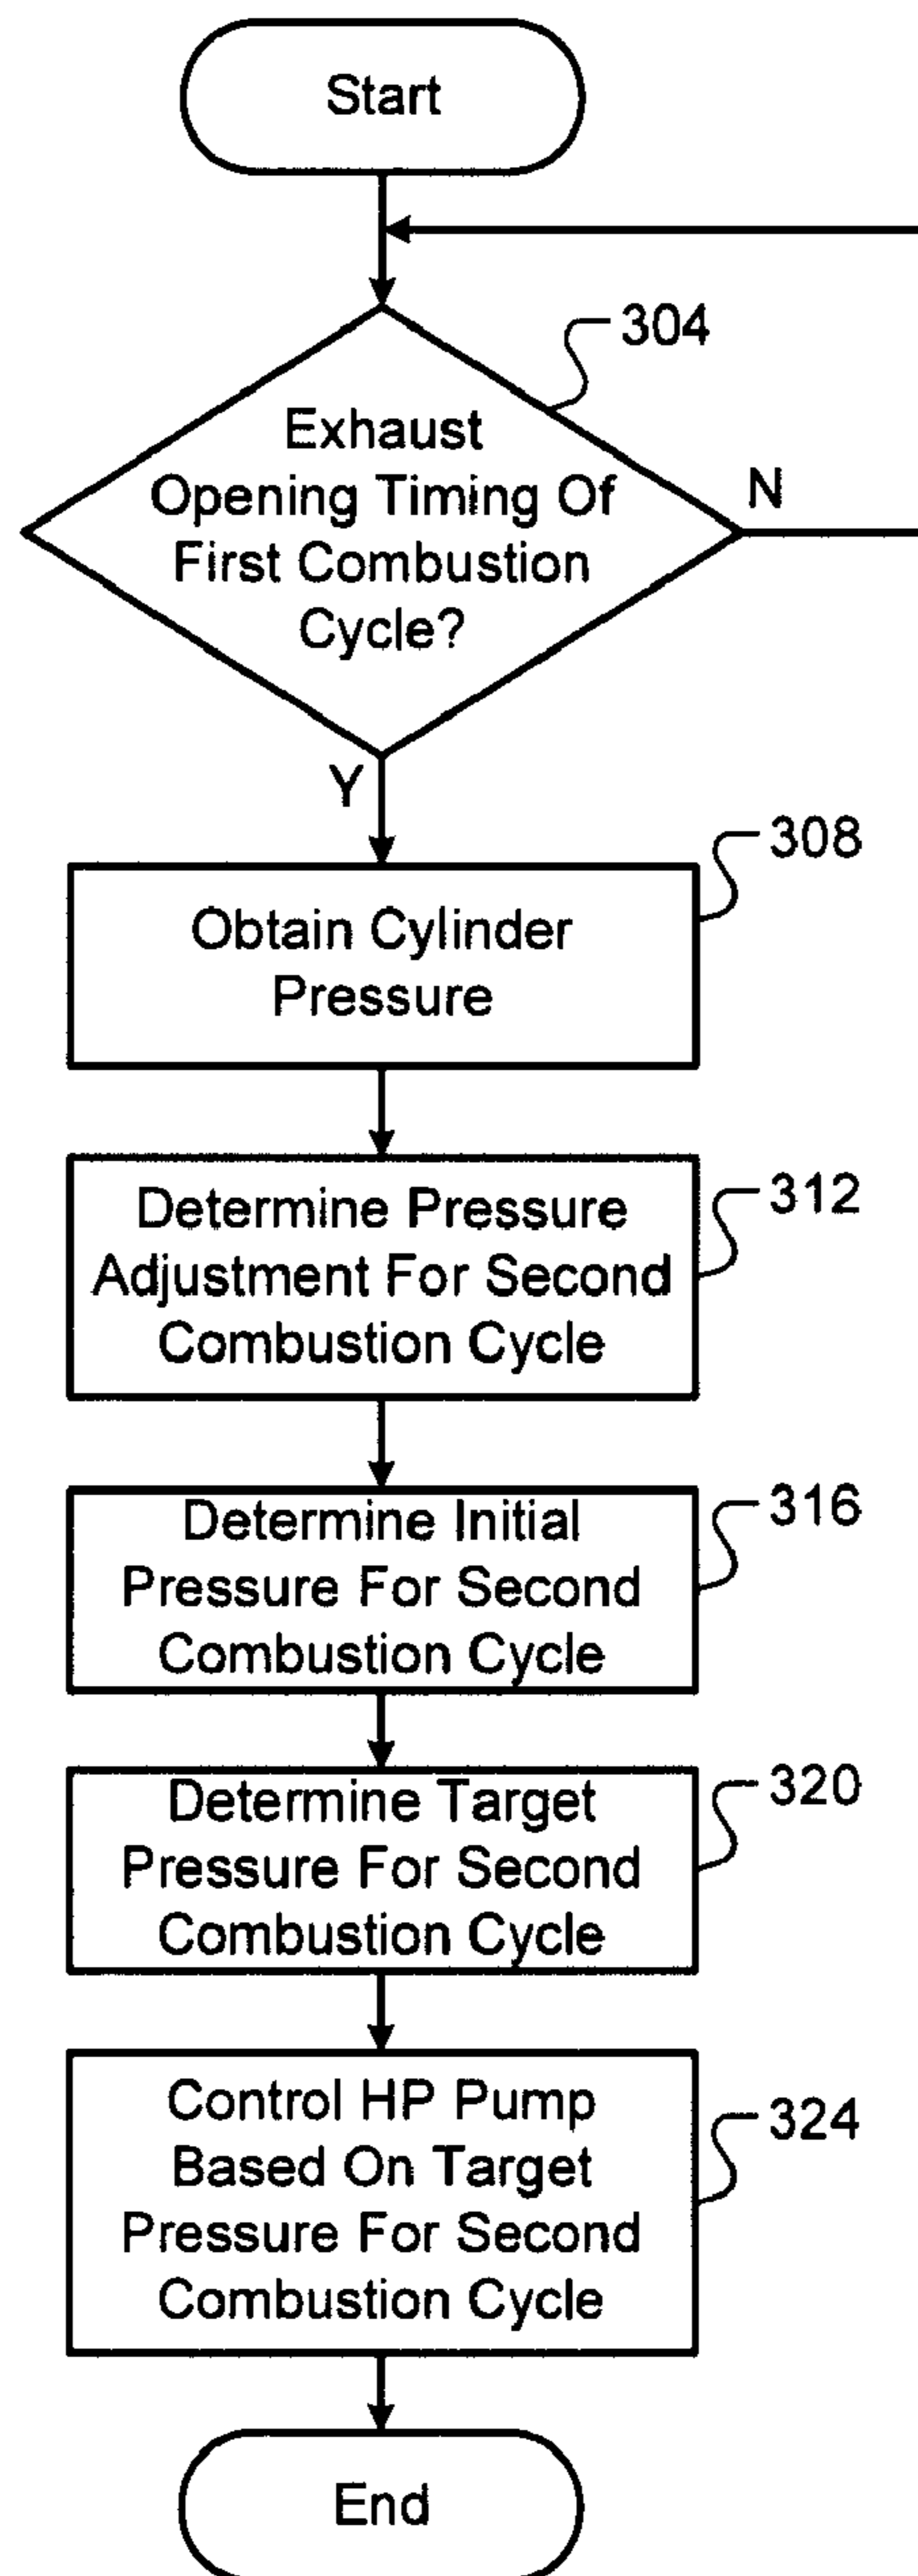 Start
304
Exhaust
Opening Timing Of
First Combustion
Cycle?
N
Y
308
Obtain Cylinder
Pressure
312
Determine Pressure
Adjustment For Second
Combustion Cycle
316
Determine Initial
Pressure For Second
Combustion Cycle
320
Determine Target
Pressure For Second
Combustion Cycle
324
Control HP Pump
Based On Target
Pressure For Second
Combustion Cycle
End